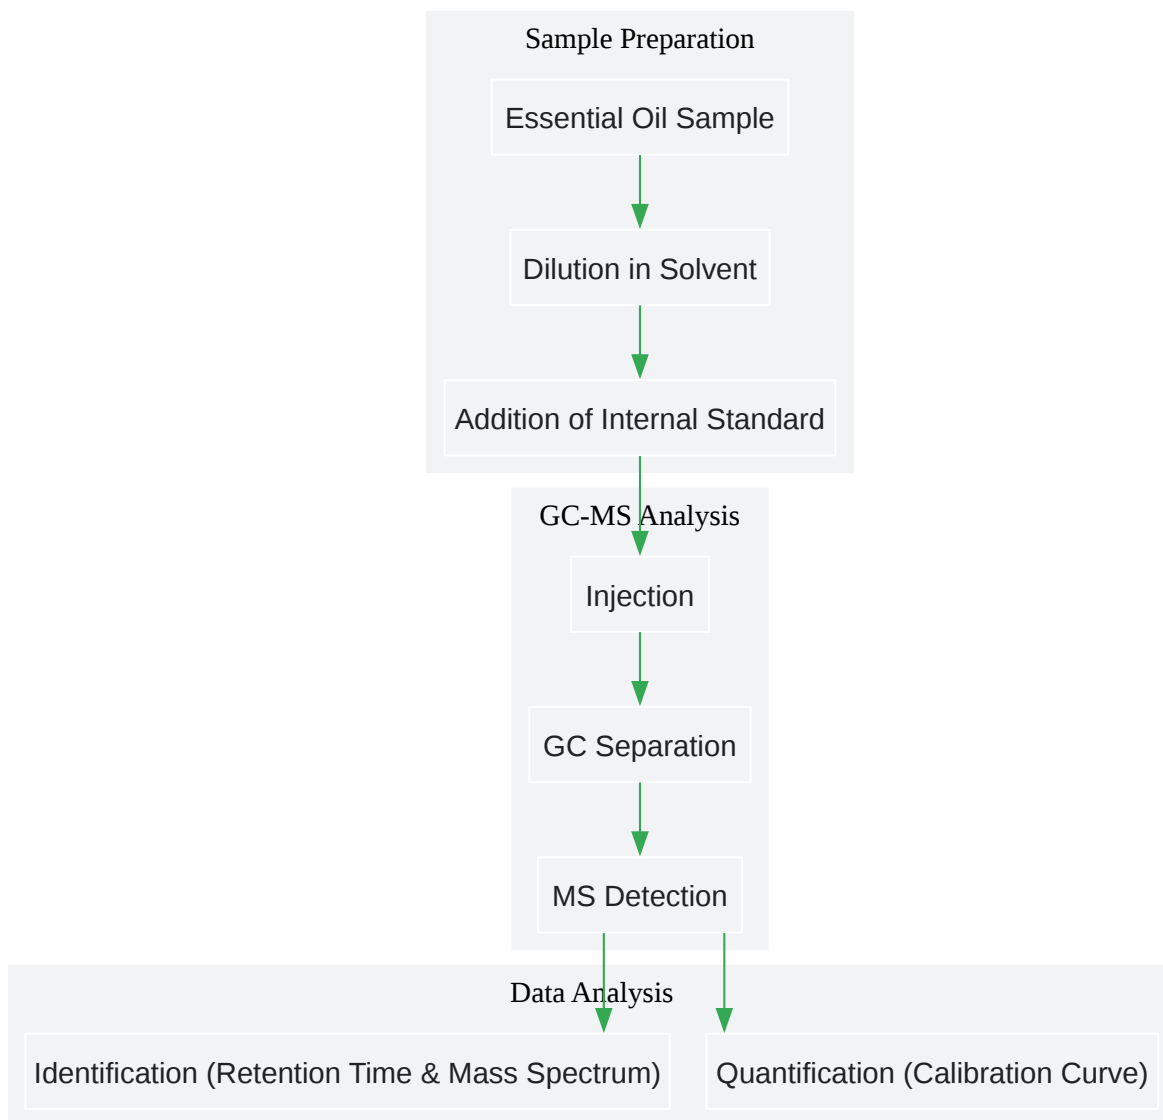 Sample Preparation
Essential Oil Sample
Dilution in Solvent
Addition of Internal Standard
GC-MS Analysis
Injection
GC Separation
MS Detection
Data Analysis
Identification (Retention Time & Mass Spectrum)
Quantification (Calibration Curve)